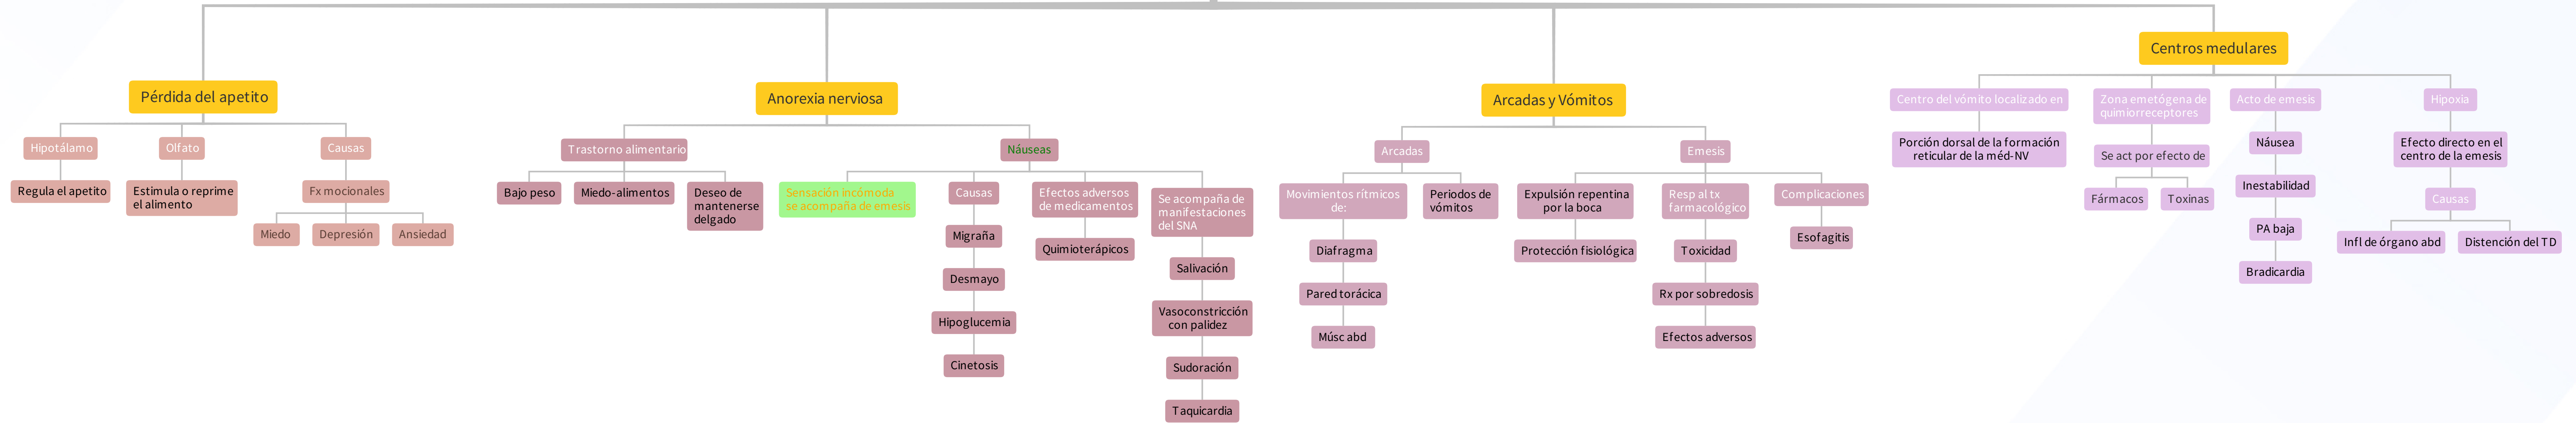 Pérdida del apetito
Hipotálamo
Regula el apetito
Olfato
Estimula o reprime
el alimento
Causas
Fx mocionales
Miedo
Depresión
Ansiedad
Anorexia nerviosa
Trastorno alimentario
Bajo peso
Miedo-alimentos
Deseo de
mantenerse
delgado
Náuseas
Sensación incómoda
se acompaña de emesis
Causas
Migraña
Desmayo
Hipoglucemia
Cinetosis
Efectos adversos
de medicamentos
Quimioterápicos
Se acompaña de
manifestaciones
del SNA
Salivación
Vasoconstricción
con palidez
Sudoración
Taquicardia
Arcadas y Vómitos
Arcadas
Movimientos rítmicos
de:
Diafragma
Pared torácica
Músc abd
Periodos de
vómitos
Emesis
Expulsión repentina
por la boca
Protección fisiológica
Resp al tx
farmacológico
Toxicidad
Rx por sobredosis
Efectos adversos
Complicaciones
Esofagitis
Centros medulares
Centro del vómito localizado en
Porción dorsal de la formación
reticular de la méd-NV
Zona emetógena de
quimiorreceptores
Se act por efecto de
Fármacos
Toxinas
Acto de emesis
Náusea
Inestabilidad
PA baja
Bradicardia
Hipoxia
Efecto directo en el
centro de la emesis
Causas
Infl de órgano abd
Distención del TD